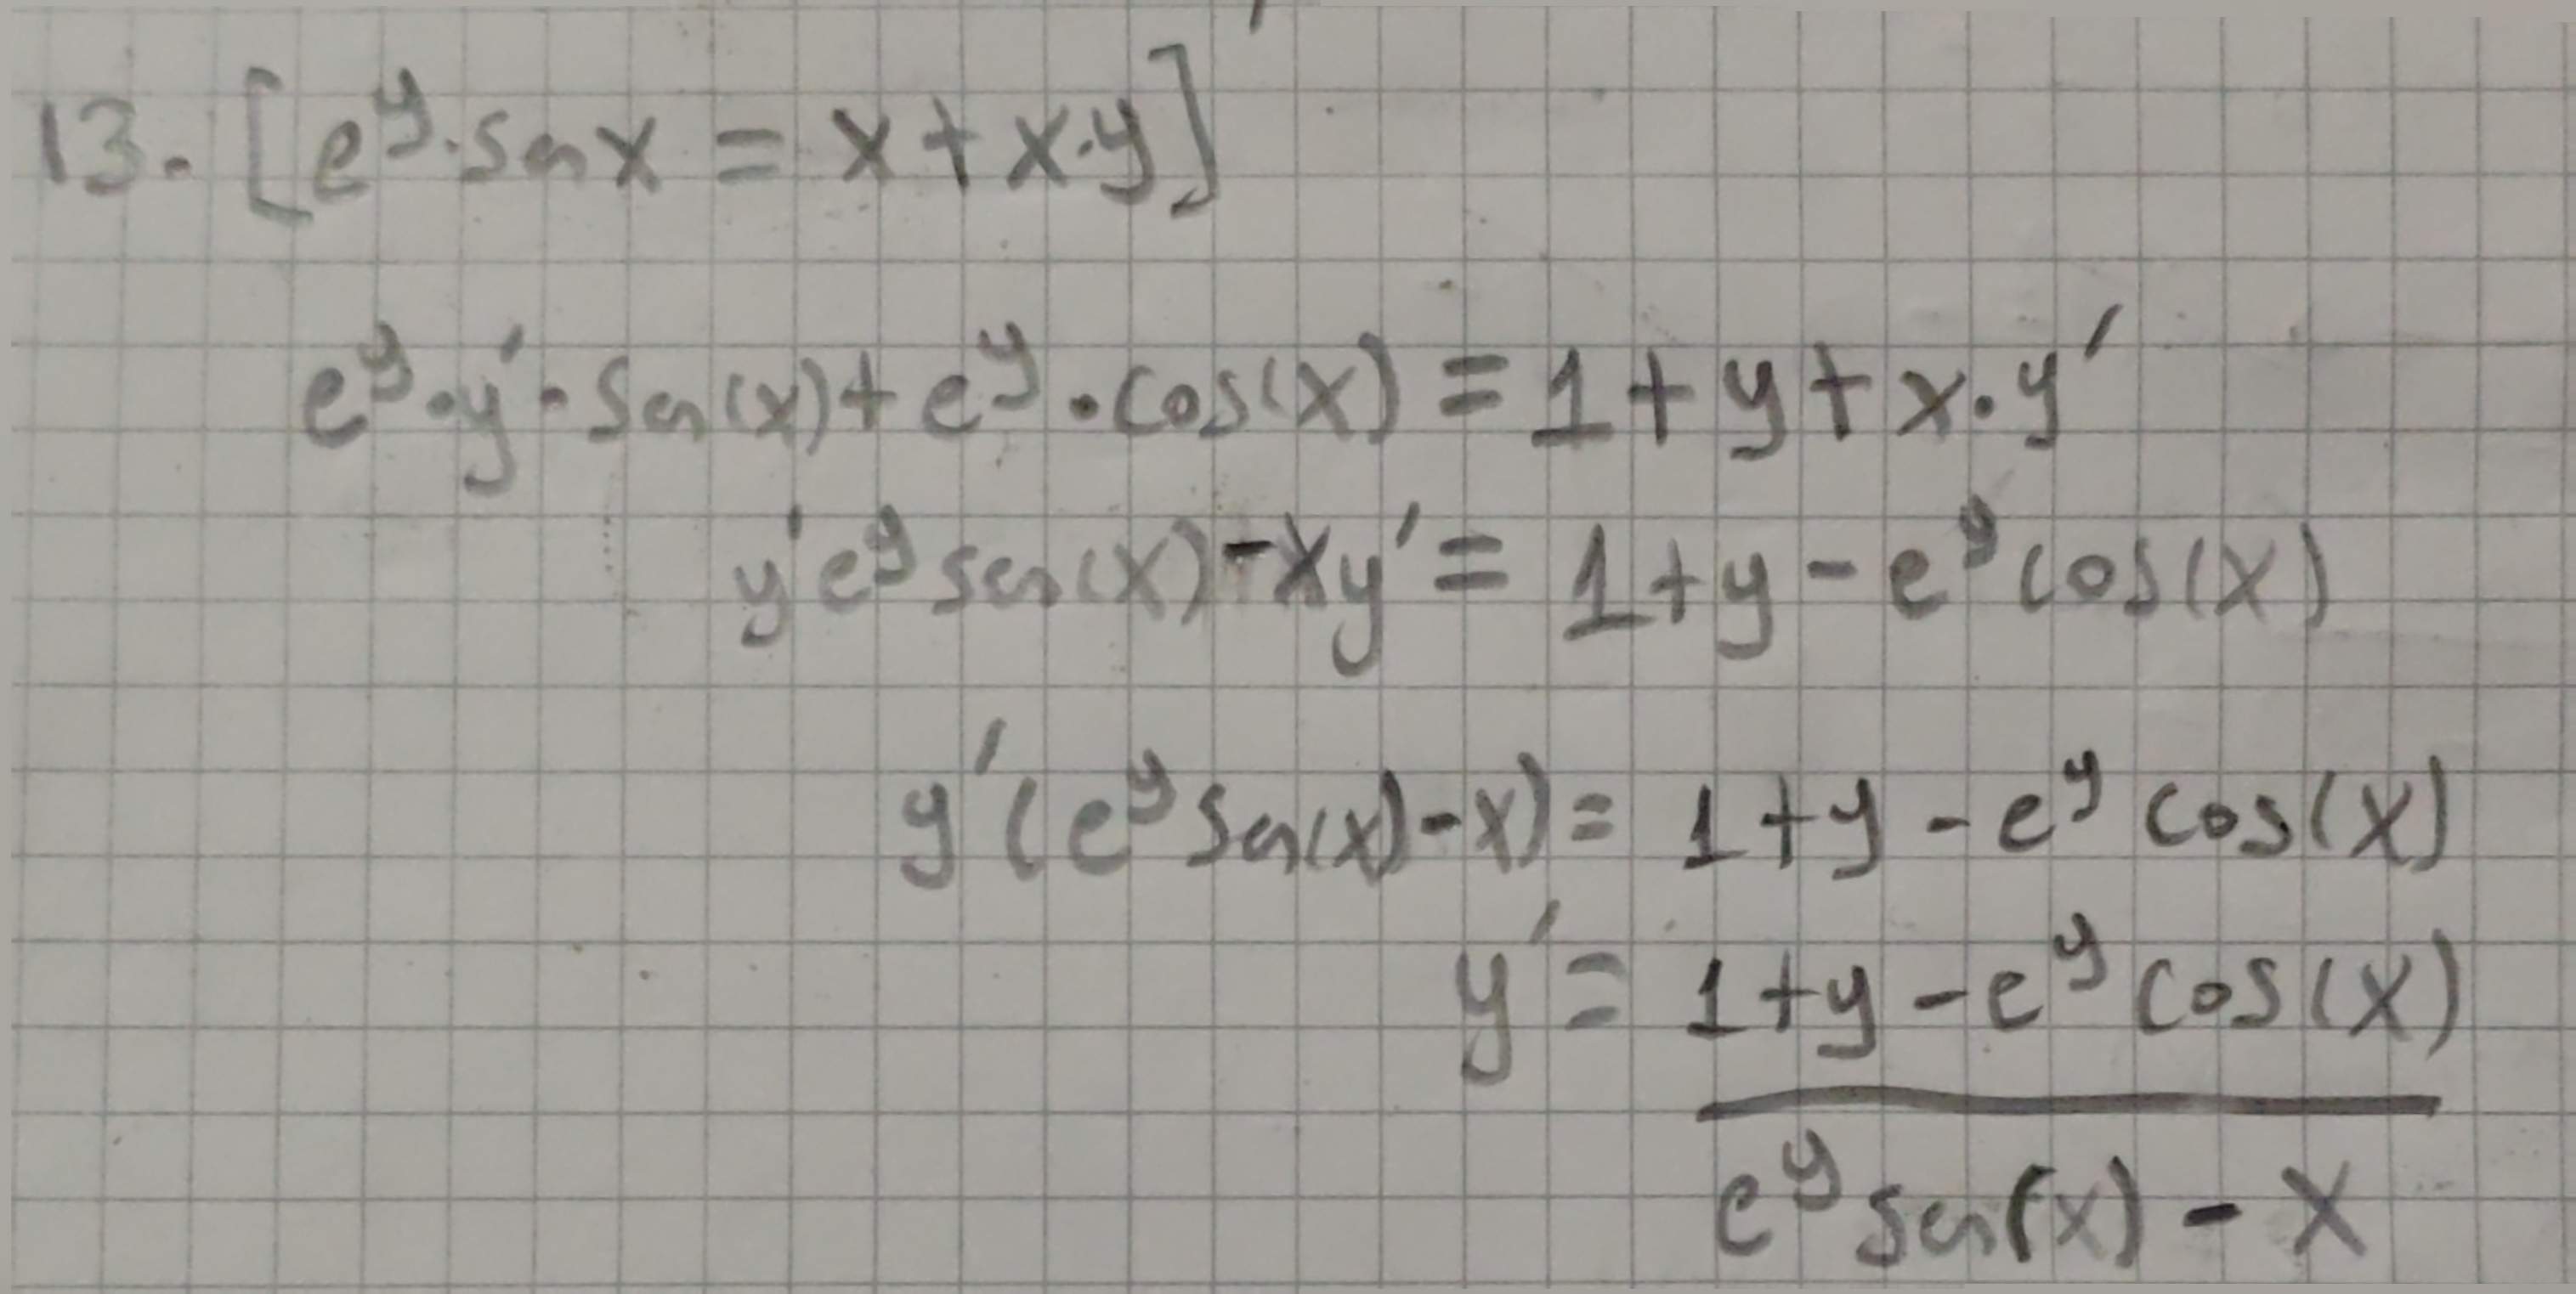 13. [e^y·sen x = x + x·y]'
e^y·y'·sen(x) + e^y·cos(x) = 1 + y + x·y'
y'e^y sen(x) - xy' = 1 + y - e^y cos(x)
y'(e^y sen(x) - x) = 1 + y - e^y cos(x)
y' = 1 + y - e^y cos(x)
e^y sen(x) - x